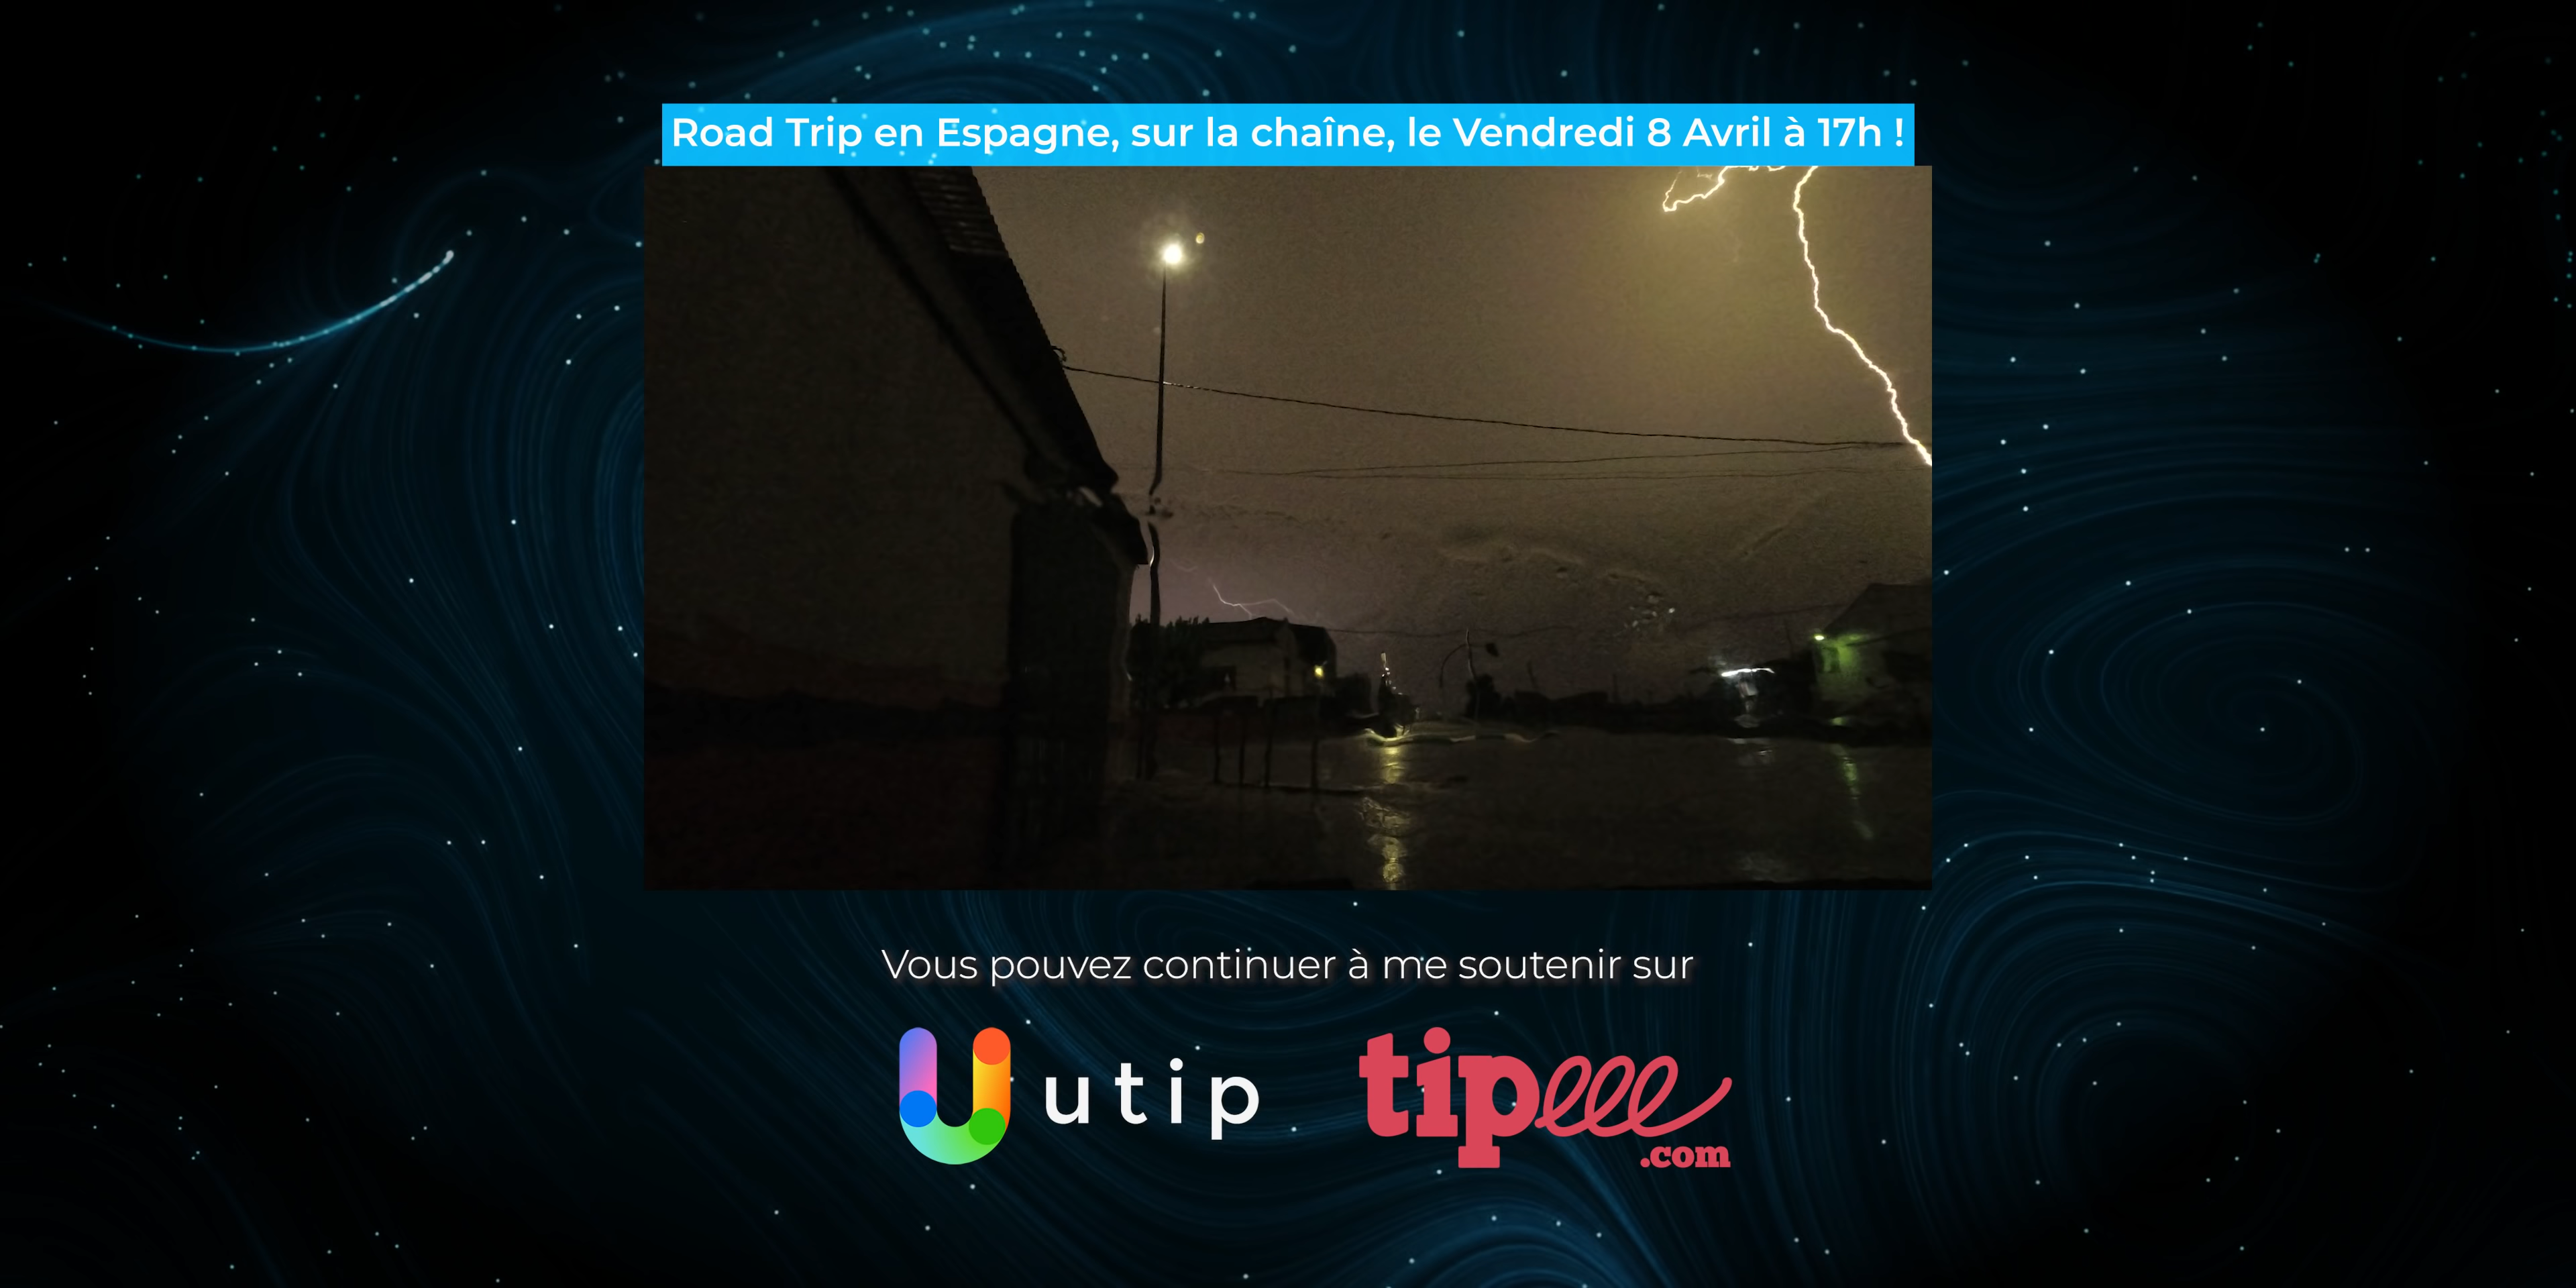 Road Trip en Espagne, sur la chaîne, le Vendredi 8 Avril à 17h !
Vous pouvez continuer à me soutenir sur
utip
tipeee
.com